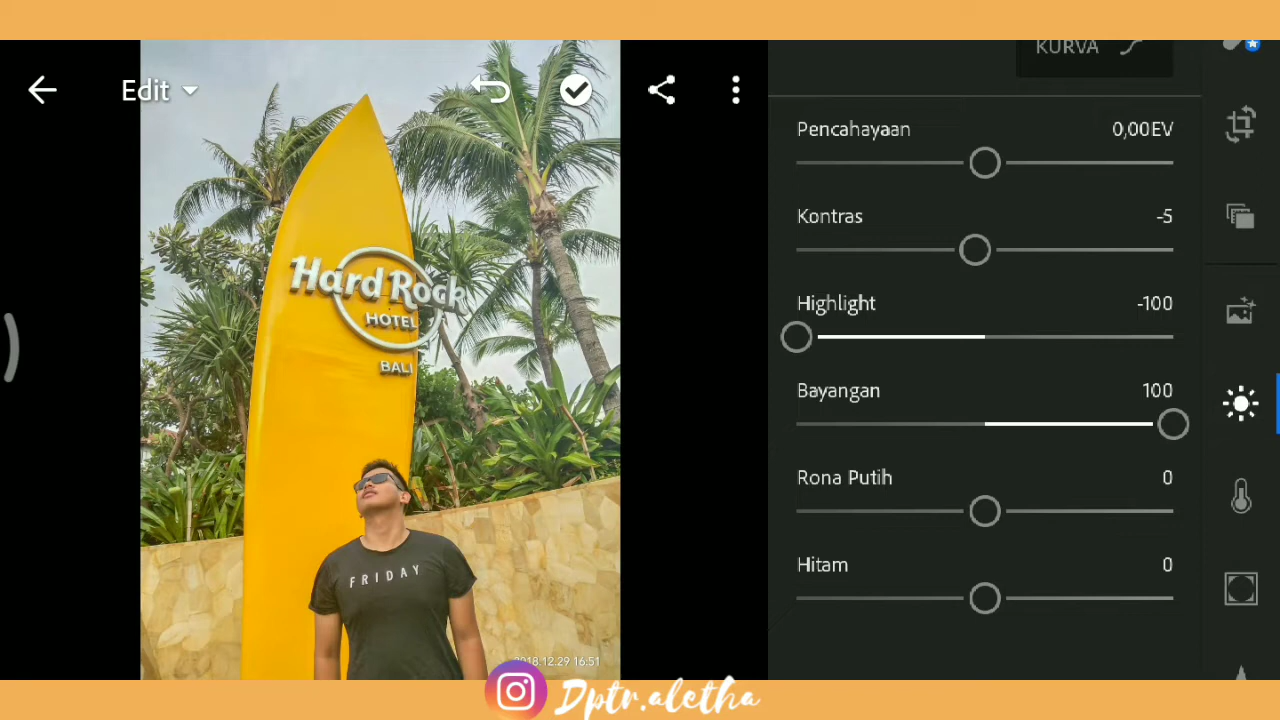 KURVA
Edit
Pencahayaan 0,00EV
Kontras -5
Highlight -100
Bayangan 100
Rona Putih 0
Hitam 0
Hard Rock
HOTEL
BALI
FRIDAY
2018.12.29 16:51
Dptr.aletha